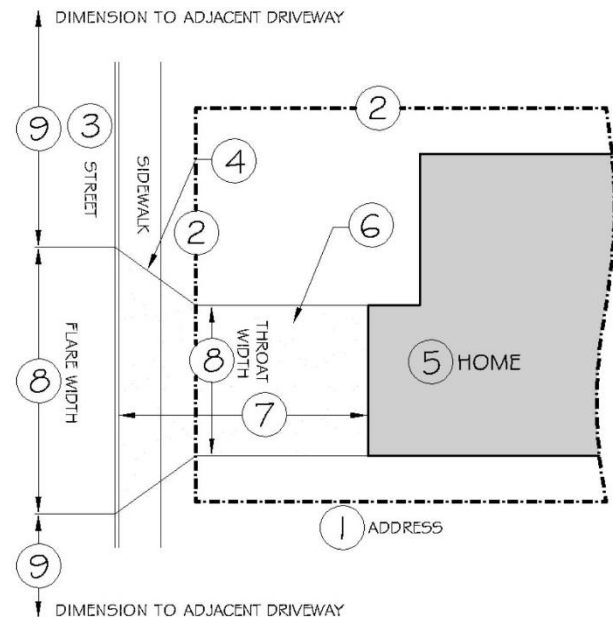 DIMENSION TO ADJACENT DRIVEWAY
2
9
3
STREET
SIDEWALK
4
2
6
FLARE WIDTH
8
THROAT
WIDTH
8
5 HOME
7
1 ADDRESS
9
DIMENSION TO ADJACENT DRIVEWAY